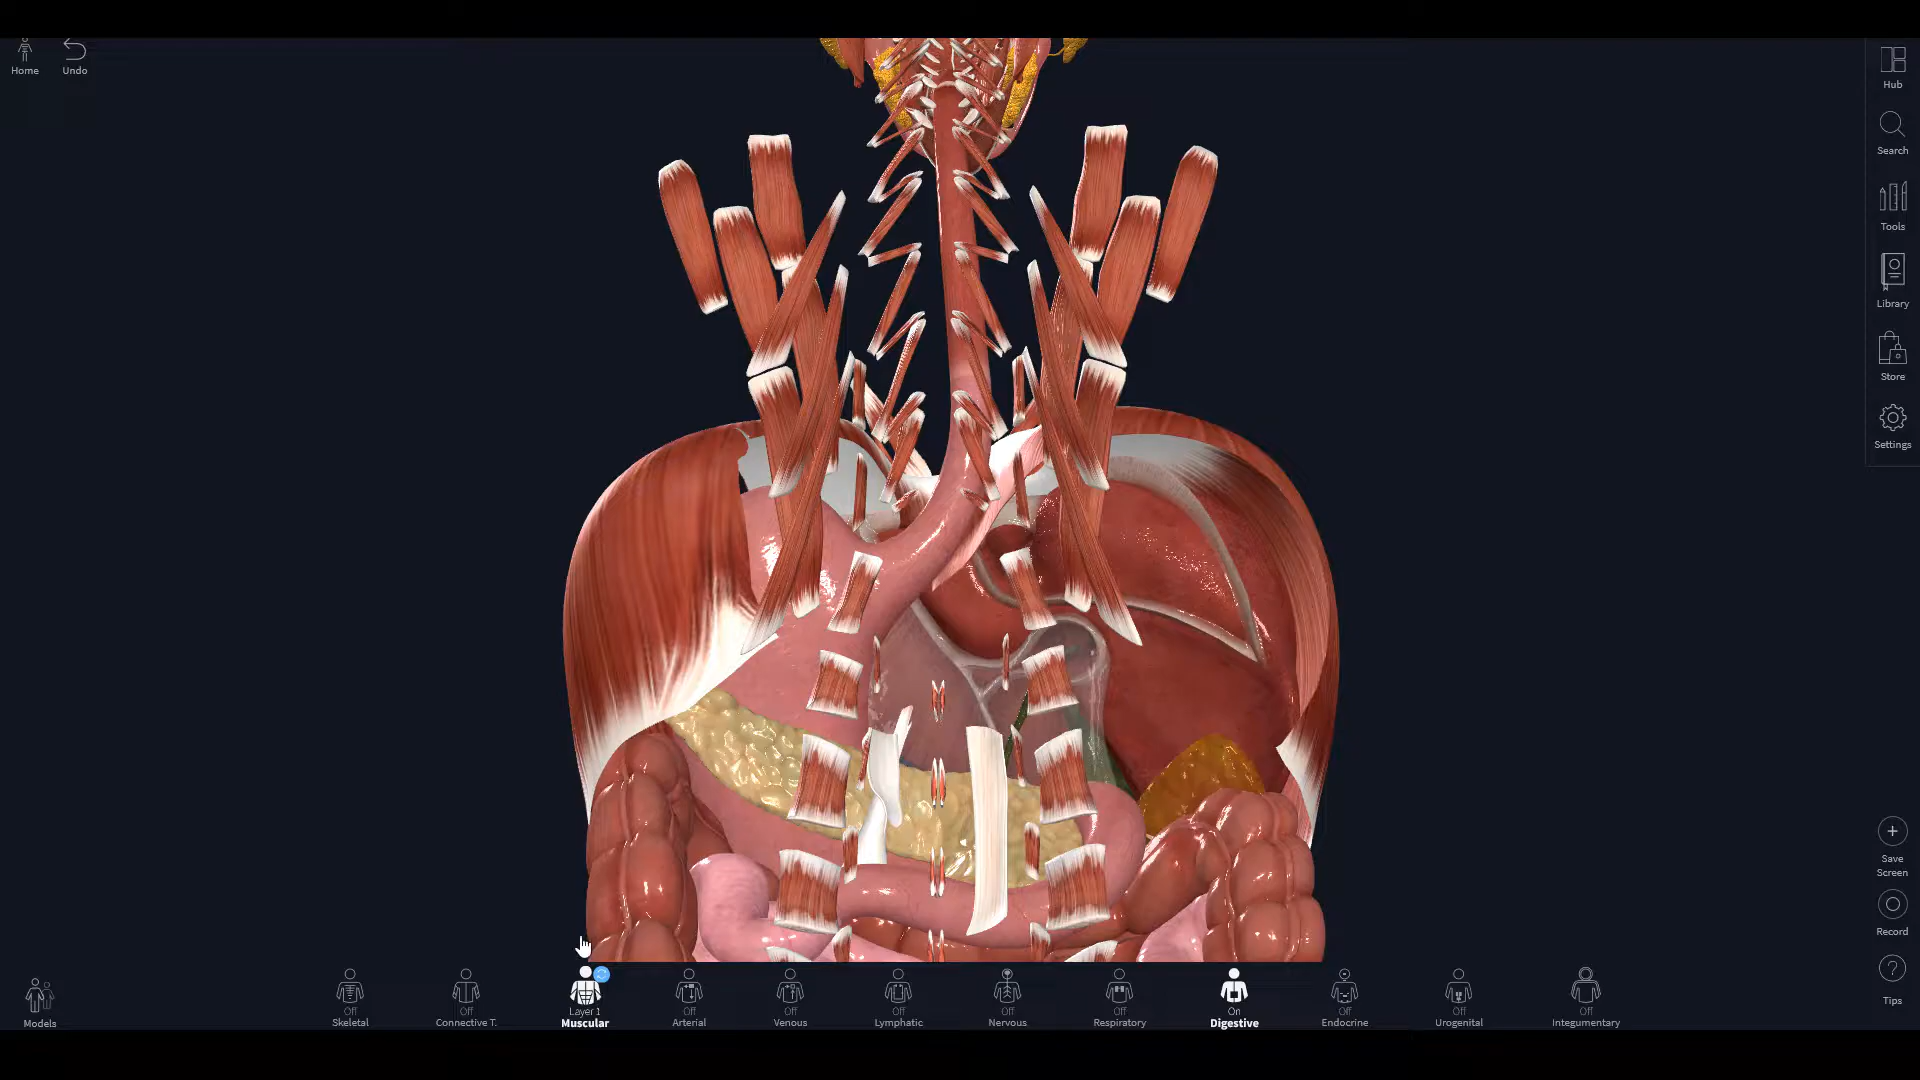 Home
Undo
Hub
Search
Tools
Library
Store
Settings
Save
Screen
Record
Tips
Models
Off
Skeletal
Off
Connective T.
Layer 1
Muscular
Off
Arterial
Off
Venous
Off
Lymphatic
Off
Nervous
Off
Respiratory
On
Digestive
Off
Endocrine
Off
Urogenital
Off
Integumentary